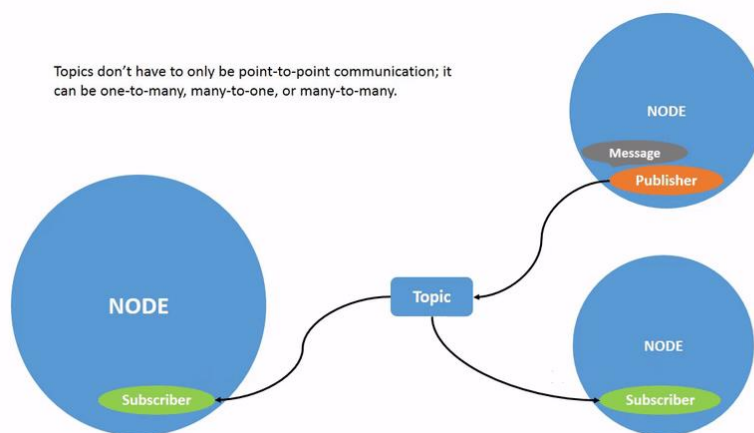 Topics don't have to only be point-to-point communication; it
can be one-to-many, many-to-one, or many-to-many.
NODE
Message
Publisher
Topic
NODE
Subscriber
NODE
Subscriber